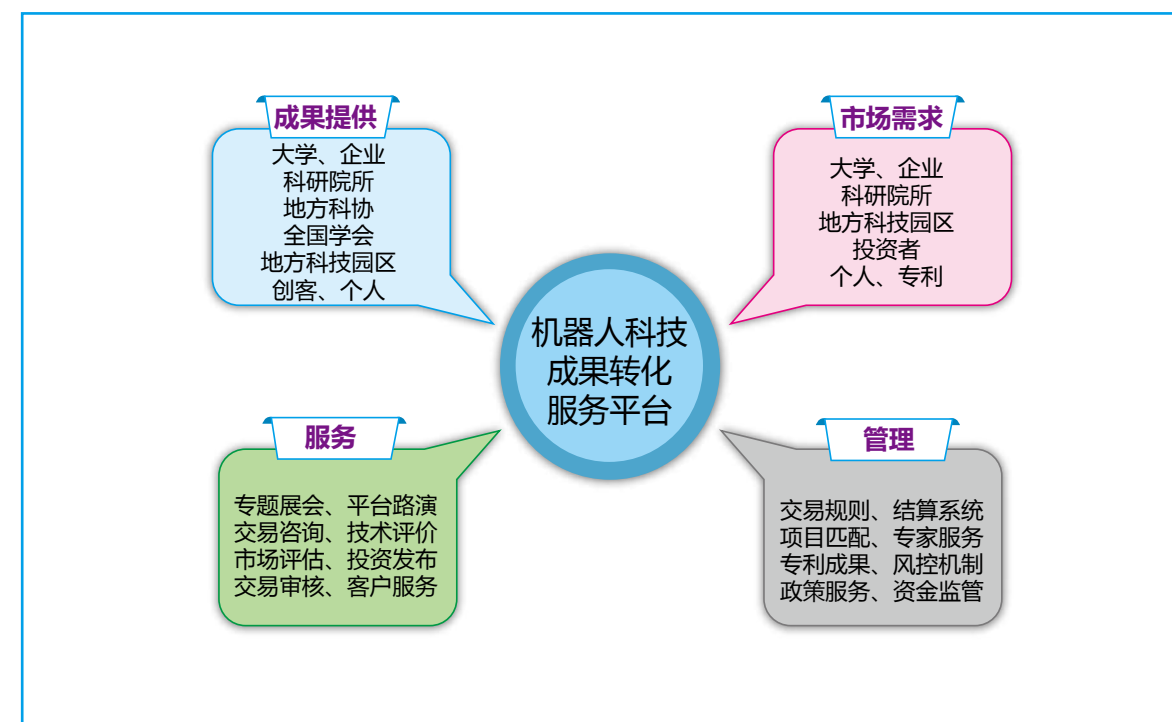 成果提供
大学、企业
科研院所
地方科协
全国学会
地方科技园区
创客、个人
市场需求
大学、企业
科研院所
地方科技园区
投资者
个人、专利
机器人科技
成果转化
服务平台
服务
专题展会、平台路演
交易咨询、技术评价
市场评估、投资发布
交易审核、客户服务
管理
交易规则、结算系统
项目匹配、专家服务
专利成果、风控机制
政策服务、资金监管